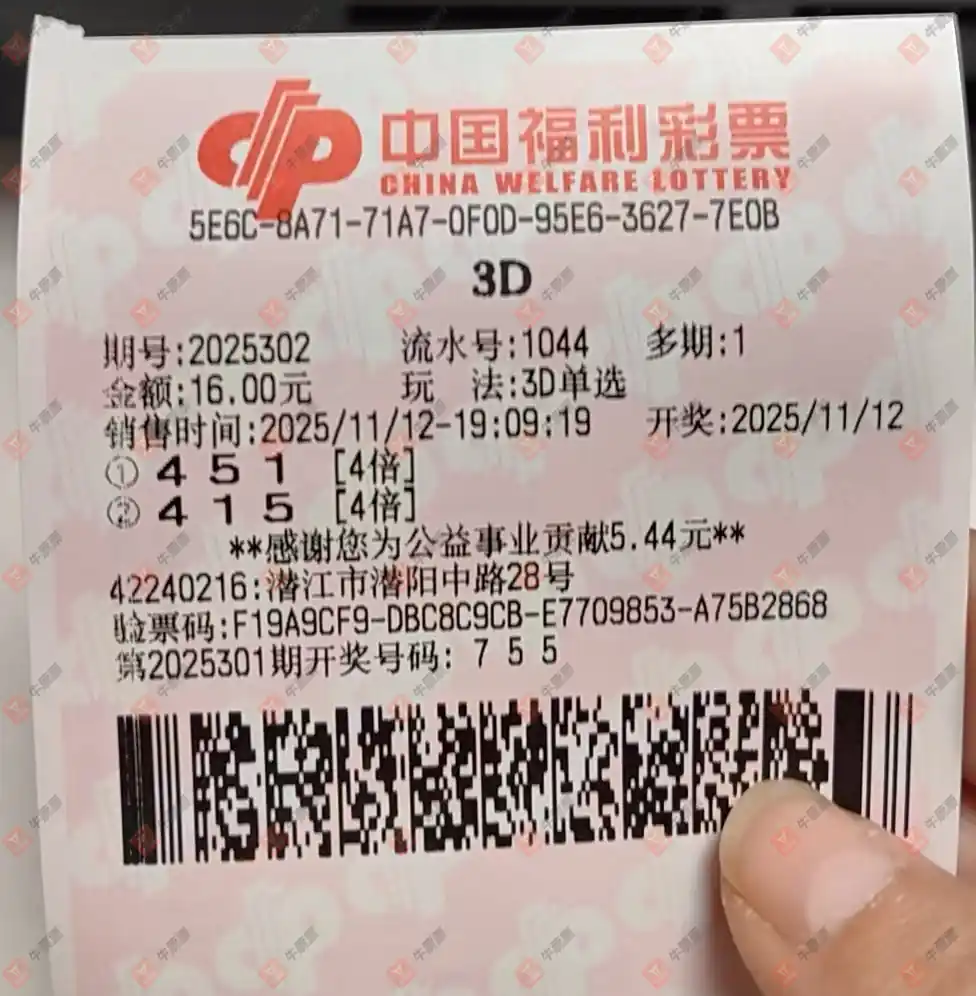 中国福利彩票
CHINA WELFARE LOTTERY
5E6C-8A71-71A7-0F0D-95E6-3627-7E0B
3D
期号:2025302 流水号:1044 多期:1
金额:16.00元 玩 法:3D单选
销售时间:2025/11/12-19:09:19 开奖:2025/11/12
① 4 5 1 [4倍]
② 4 1 5 [4倍]
**感谢您为公益事业贡献5.44元**
42240216:潜江市潜阳中路28号
验票码:F19A9CF9-DBC8C9CB-E7709853-A75B2868
第2025301期开奖号码: 7 5 5